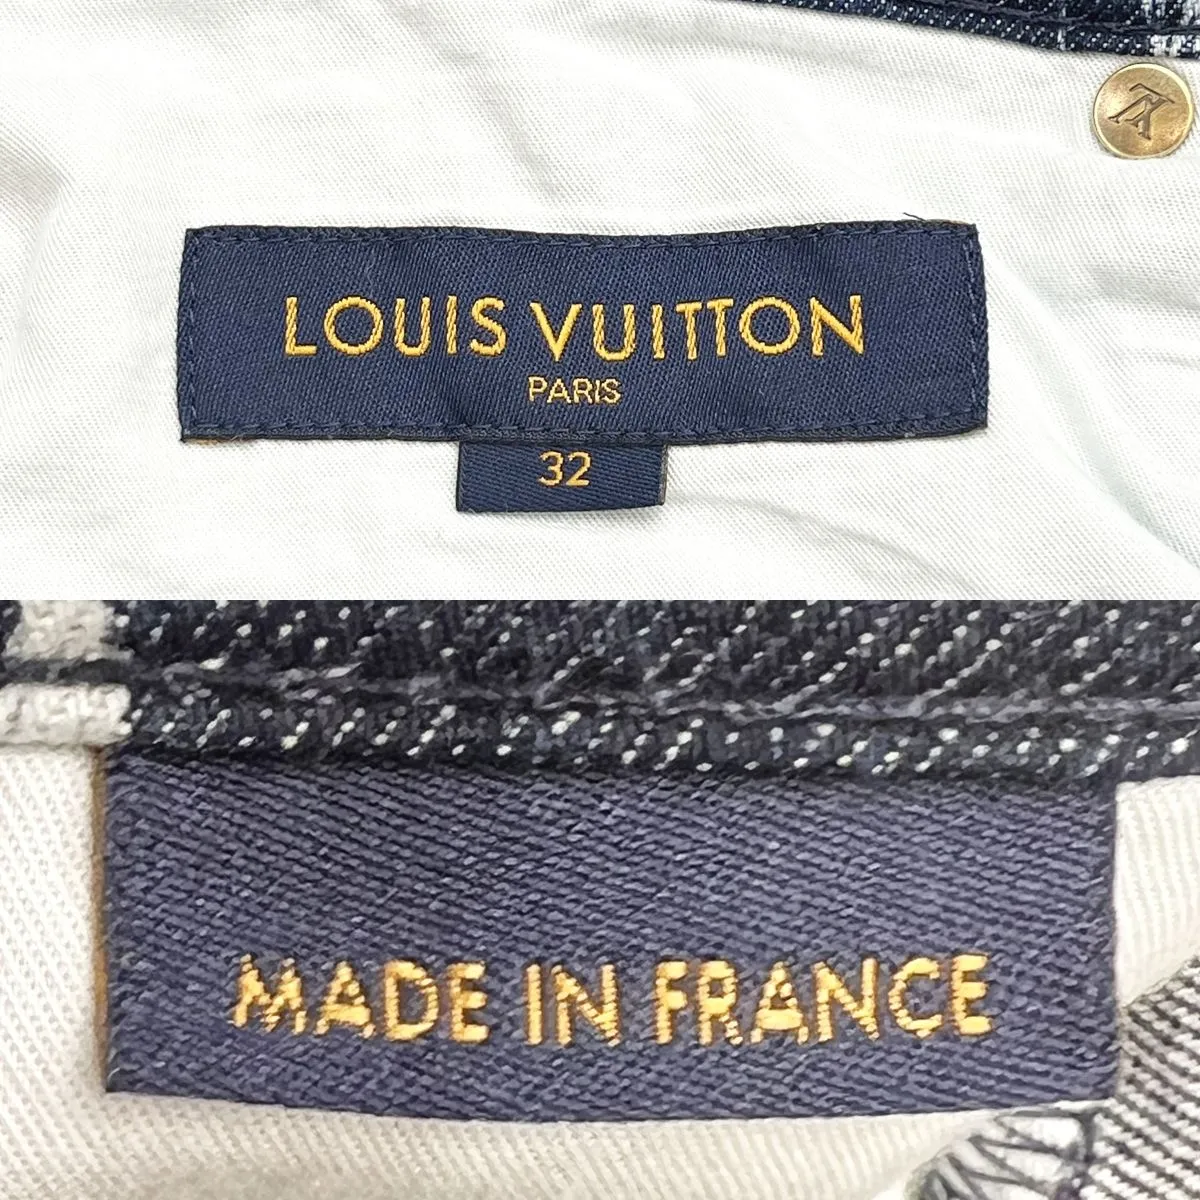 LOUIS VUITTON
PARIS
32
MADE IN FRANCE